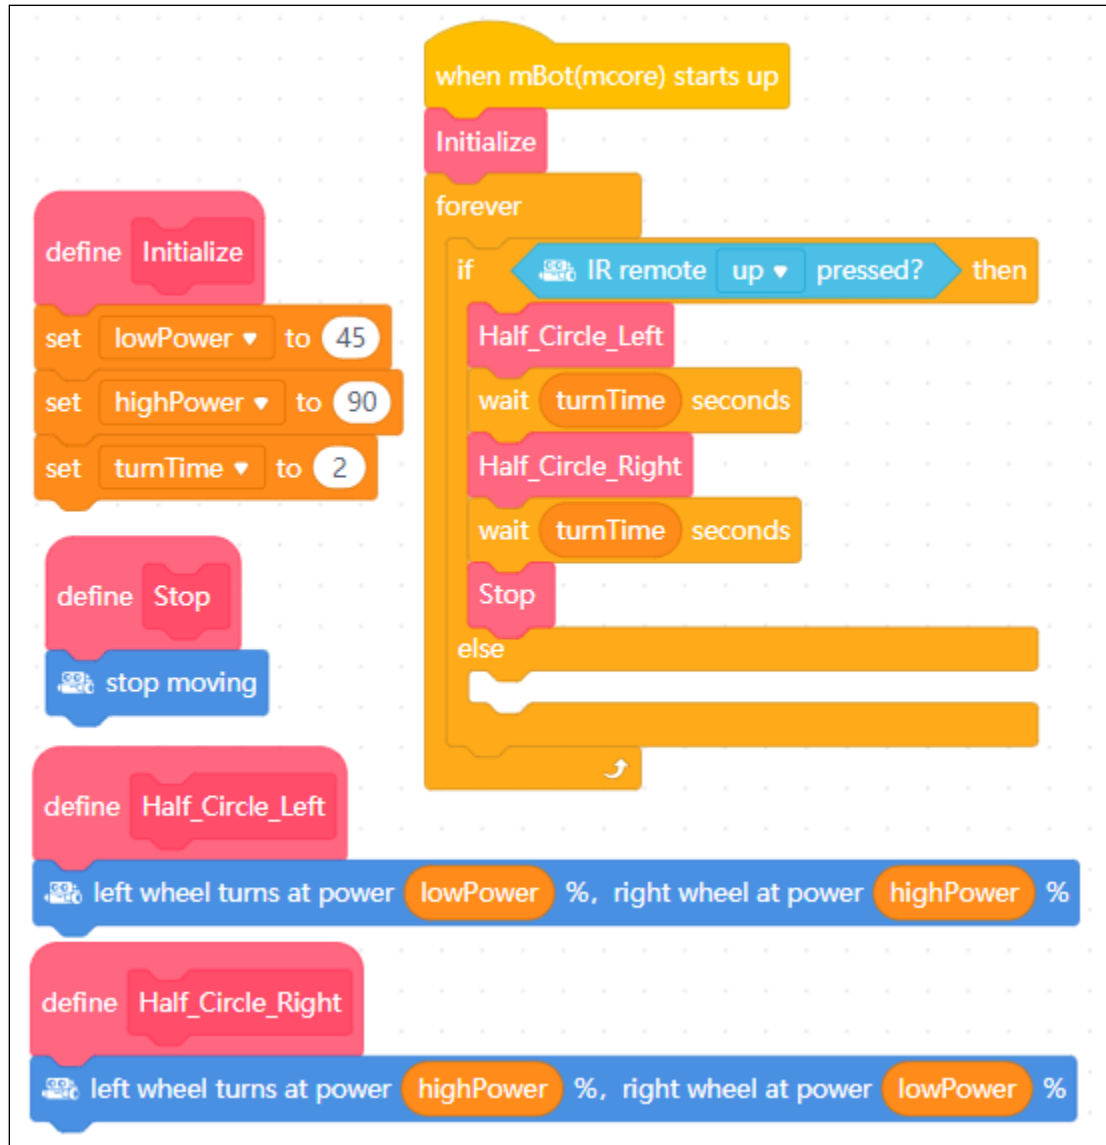 when mBot(mcore) starts up
Initialize
forever
if IR remote up pressed? then
Half_Circle_Left
wait turnTime seconds
Half_Circle_Right
wait turnTime seconds
Stop
else
define Initialize
set lowPower to 45
set highPower to 90
set turnTime to 2
define Stop
stop moving
define Half_Circle_Left
left wheel turns at power lowPower %, right wheel at power highPower %
define Half_Circle_Right
left wheel turns at power highPower %, right wheel at power lowPower %